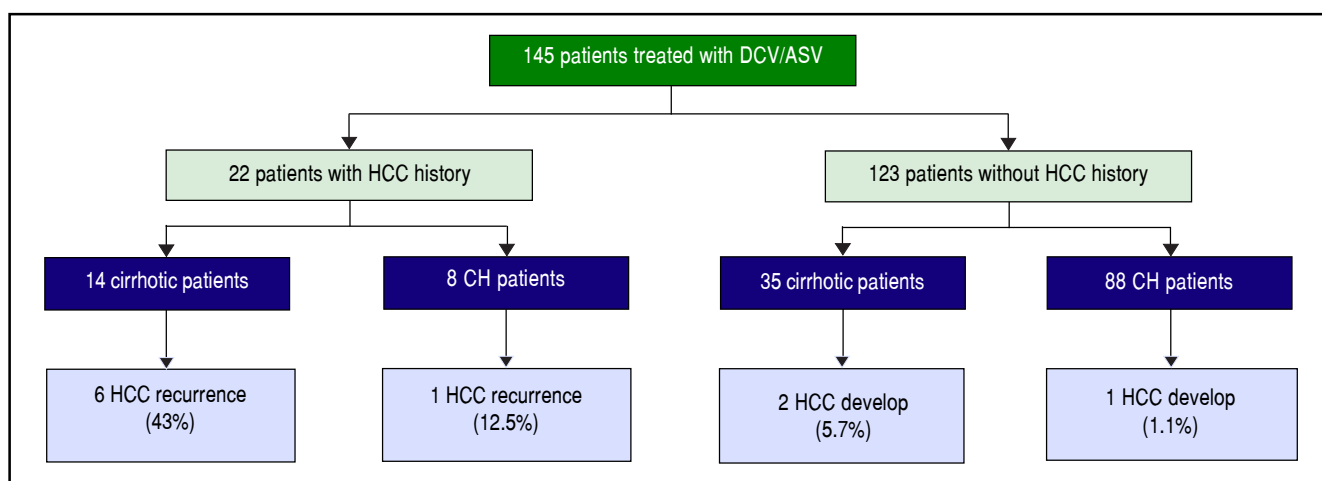 145 patients treated with DCV/ASV
22 patients with HCC history
123 patients without HCC history
14 cirrhotic patients
8 CH patients
35 cirrhotic patients
88 CH patients
6 HCC recurrence
(43%)
1 HCC recurrence
(12.5%)
2 HCC develop
(5.7%)
1 HCC develop
(1.1%)